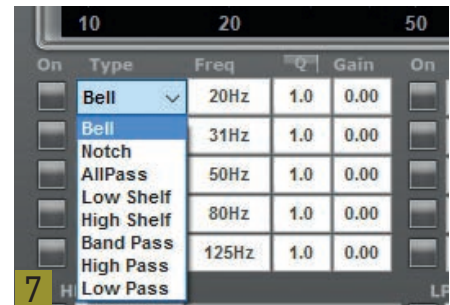 10 20 50
On Type Freq Q Gain On
Bell 20Hz 1.0 0.00
Bell
Notch 31Hz 1.0 0.00
AllPass 50Hz 1.0 0.00
Low Shelf
High Shelf 80Hz 1.0 0.00
Band Pass 125Hz 1.0 0.00
High Pass
Low Pass
7 H LF